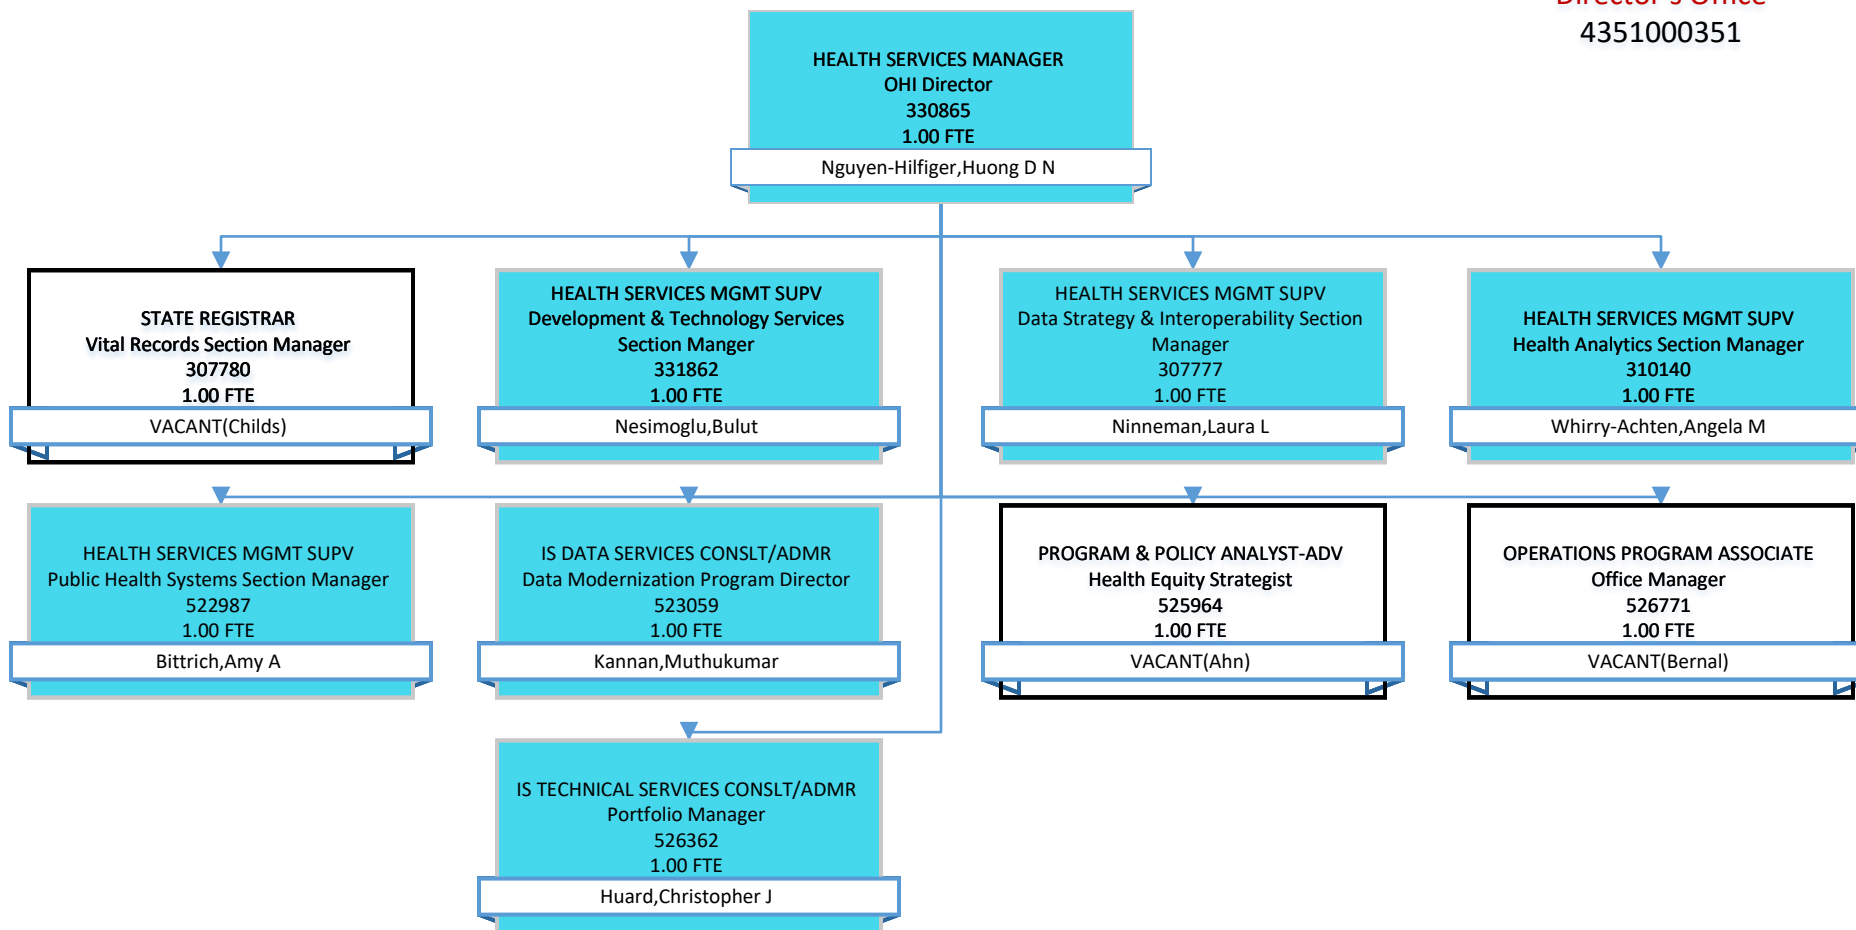 Director's Office
4351000351
HEALTH SERVICES MANAGER
OHI Director
330865
1.00 FTE
Nguyen-Hilfiger,Huong D N
STATE REGISTRAR
Vital Records Section Manager
307780
1.00 FTE
VACANT(Childs)
HEALTH SERVICES MGMT SUPV
Development & Technology Services
Section Manger
331862
1.00 FTE
Nesimoglu,Bulut
HEALTH SERVICES MGMT SUPV
Data Strategy & Interoperability Section
Manager
307777
1.00 FTE
Ninneman,Laura L
HEALTH SERVICES MGMT SUPV
Health Analytics Section Manager
310140
1.00 FTE
Whirry-Achten,Angela M
HEALTH SERVICES MGMT SUPV
Public Health Systems Section Manager
522987
1.00 FTE
Bittrich,Amy A
IS DATA SERVICES CONSLT/ADMR
Data Modernization Program Director
523059
1.00 FTE
Kannan,Muthukumar
PROGRAM & POLICY ANALYST-ADV
Health Equity Strategist
525964
1.00 FTE
VACANT(Ahn)
OPERATIONS PROGRAM ASSOCIATE
Office Manager
526771
1.00 FTE
VACANT(Bernal)
IS TECHNICAL SERVICES CONSLT/ADMR
Portfolio Manager
526362
1.00 FTE
Huard,Christopher J